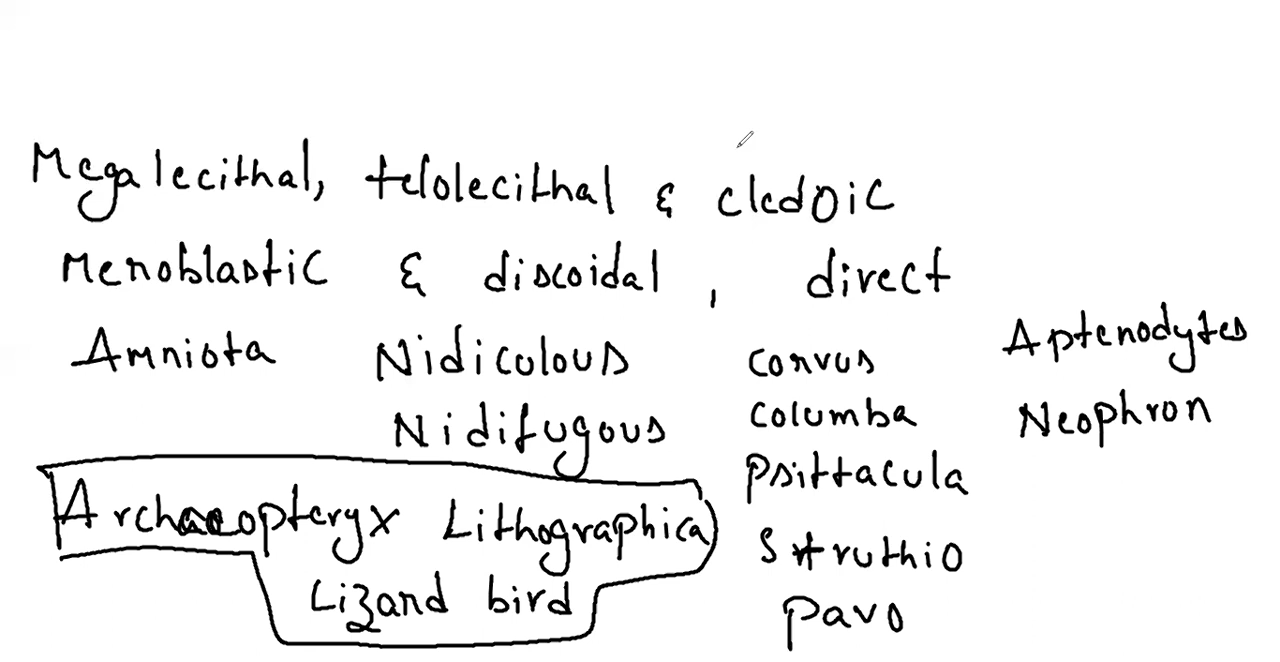 Megalecithal, telolecithal & cledoic
Meroblastic & discoidal, direct
Amniota Nidiculous Corvus Aptenodytes
Nidifugous Columba Neophron
Psittacula
Archaeopteryx Lithographica
Struthio
Lizard bird
Pavo